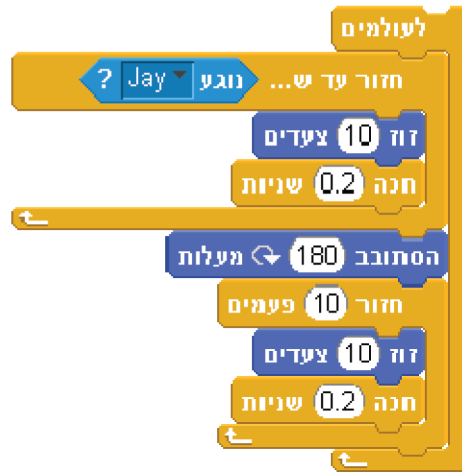 לעולמים
חזור עד ש... נוגע Jay ?
זוז 10 צעדים
חכה 0.2 שניות
הסתובב 180 מעלות
חזור 10 פעמים
זוז 10 צעדים
חכה 0.2 שניות